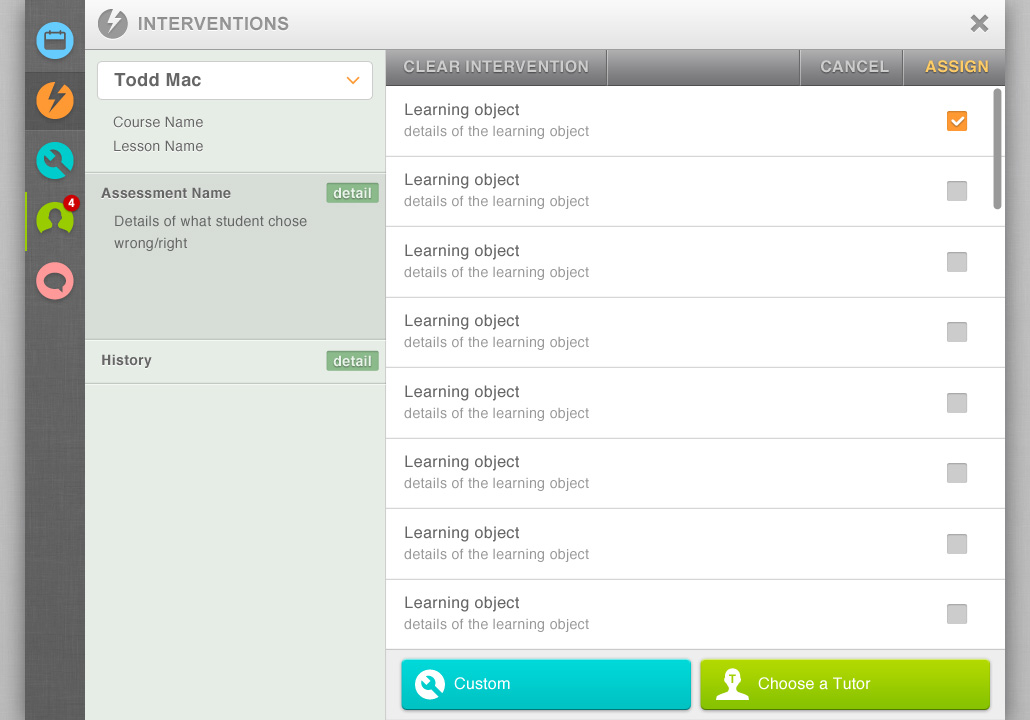 INTERVENTIONS
Todd Mac
Course Name
Lesson Name
Assessment Name detail
Details of what student chose
wrong/right
History detail
4
CLEAR INTERVENTION CANCEL ASSIGN
Learning object
details of the learning object
Learning object
details of the learning object
Learning object
details of the learning object
Learning object
details of the learning object
Learning object
details of the learning object
Learning object
details of the learning object
Learning object
details of the learning object
Learning object
details of the learning object
Custom
T
Choose a Tutor